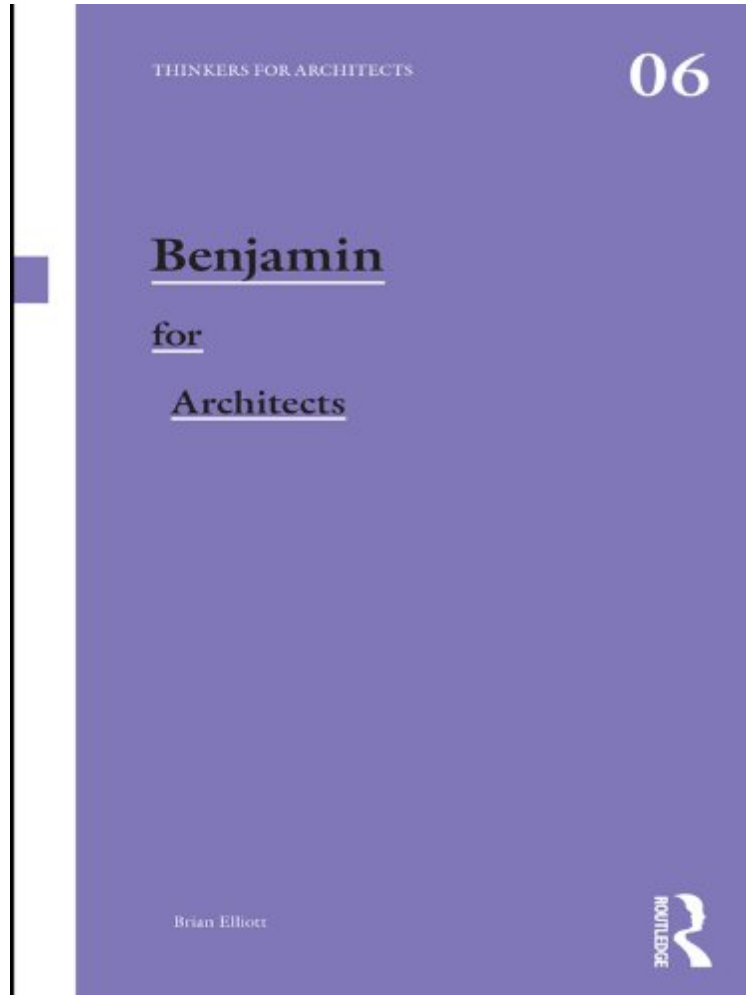 THINKERS FOR ARCHITECTS
06
Benjamin
for
Architects
Brian Elliott
ROUTLEDGE